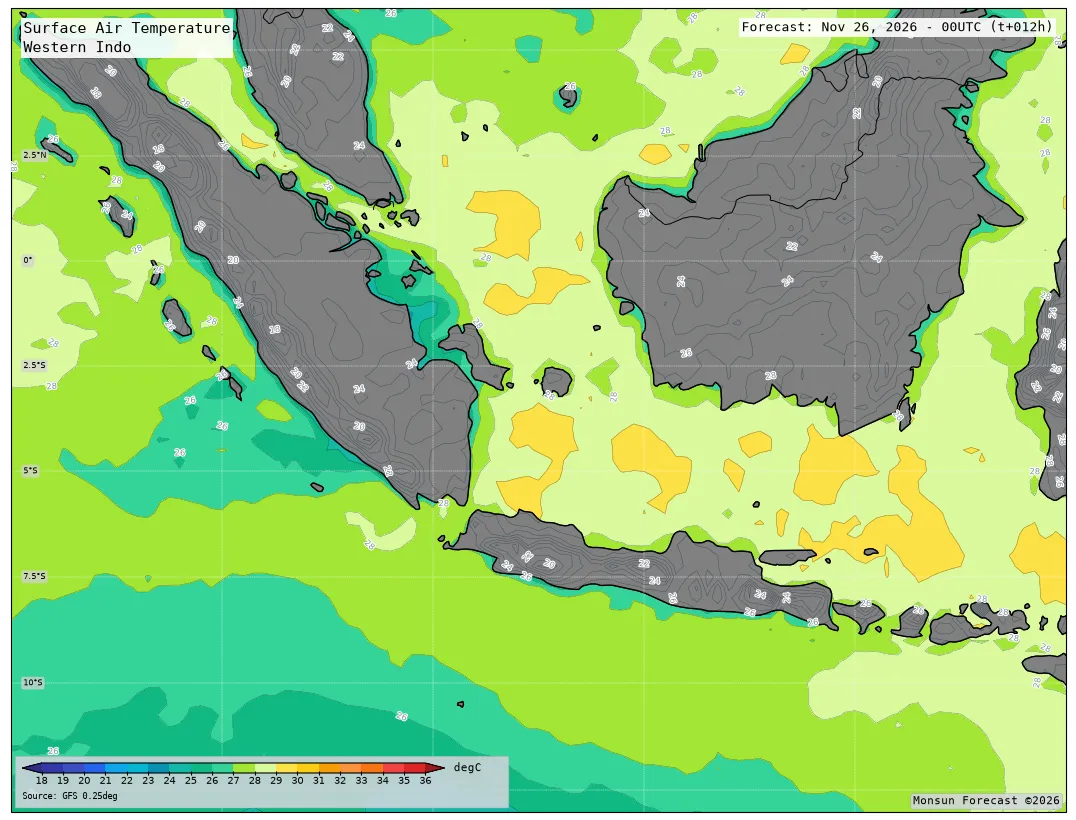 Surface Air Temperature
Western Indo
Forecast: Nov 26, 2026 - 00UTC (t+012h)
2.5°N
0°
2.5°S
5°S
7.5°S
10°S
degC
18 19 20 21 22 23 24 25 26 27 28 29 30 31 32 33 34 35 36
Source: GFS 0.25deg
Monsun Forecast ©2026